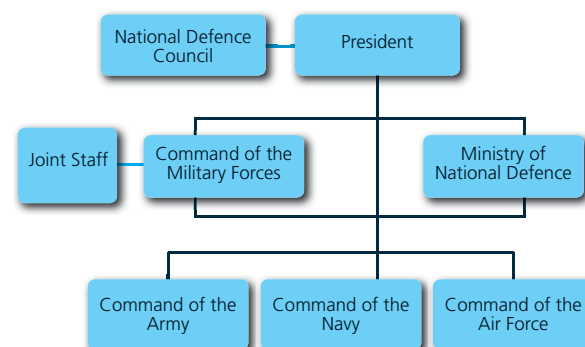 National Defence
Council
President
Joint Staff
Command of the
Military Forces
Ministry of
National Defence
Command of the
Army
Command of the
Navy
Command of the
Air Force